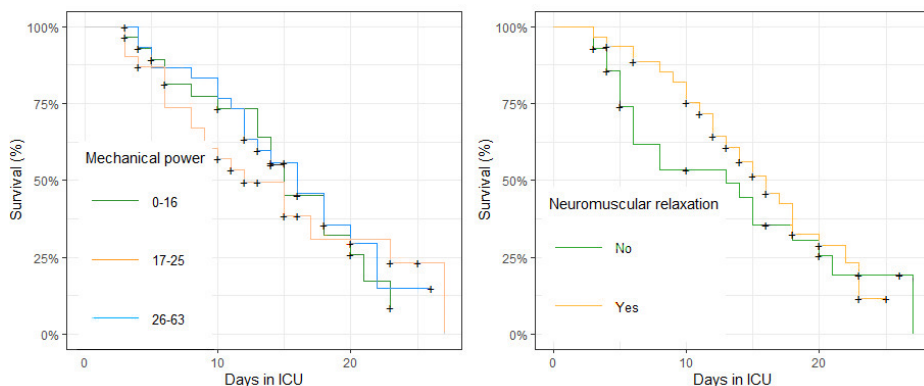 100%
75%
50%
25%
0%
Survival (%)
Mechanical power
0-16
17-25
26-63
0
10
20
Days in ICU
100%
75%
50%
25%
0%
Survival (%)
Neuromuscular relaxation
No
Yes
0
10
20
Days in ICU